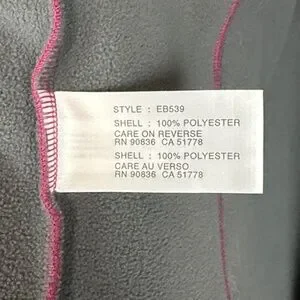 STYLE : EB539
SHELL : 100% POLYESTER
CARE ON REVERSE
RN 90836 CA 51778
SHELL : 100% POLYESTER
CARE AU VERSO
RN 90836 CA 51778